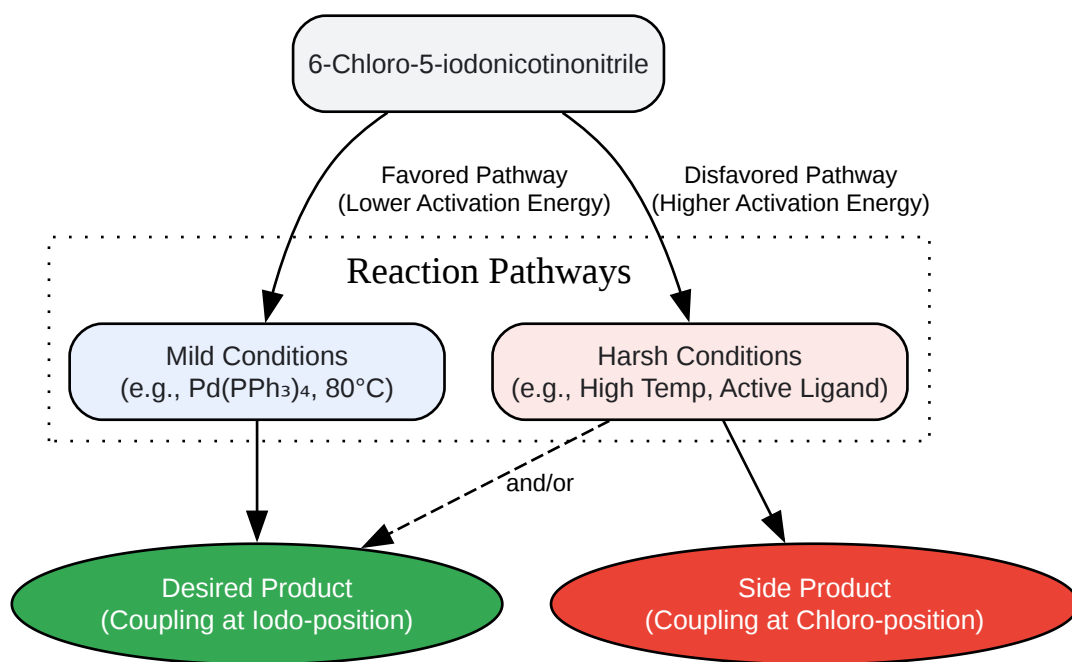 6-Chloro-5-iodonicotinonitrile
Favored Pathway
(Lower Activation Energy)
Disfavored Pathway
(Higher Activation Energy)
Reaction Pathways
Mild Conditions
(e.g., Pd(PPh₃)₄, 80°C)
Harsh Conditions
(e.g., High Temp, Active Ligand)
and/or
Desired Product
(Coupling at Iodo-position)
Side Product
(Coupling at Chloro-position)